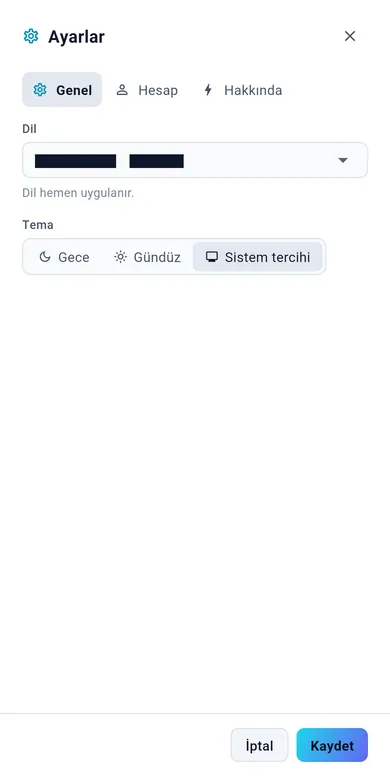 Ayarlar
Genel Hesap Hakkında
Dil
Dil hemen uygulanır.
Tema
Gece Gündüz Sistem tercihi
İptal Kaydet